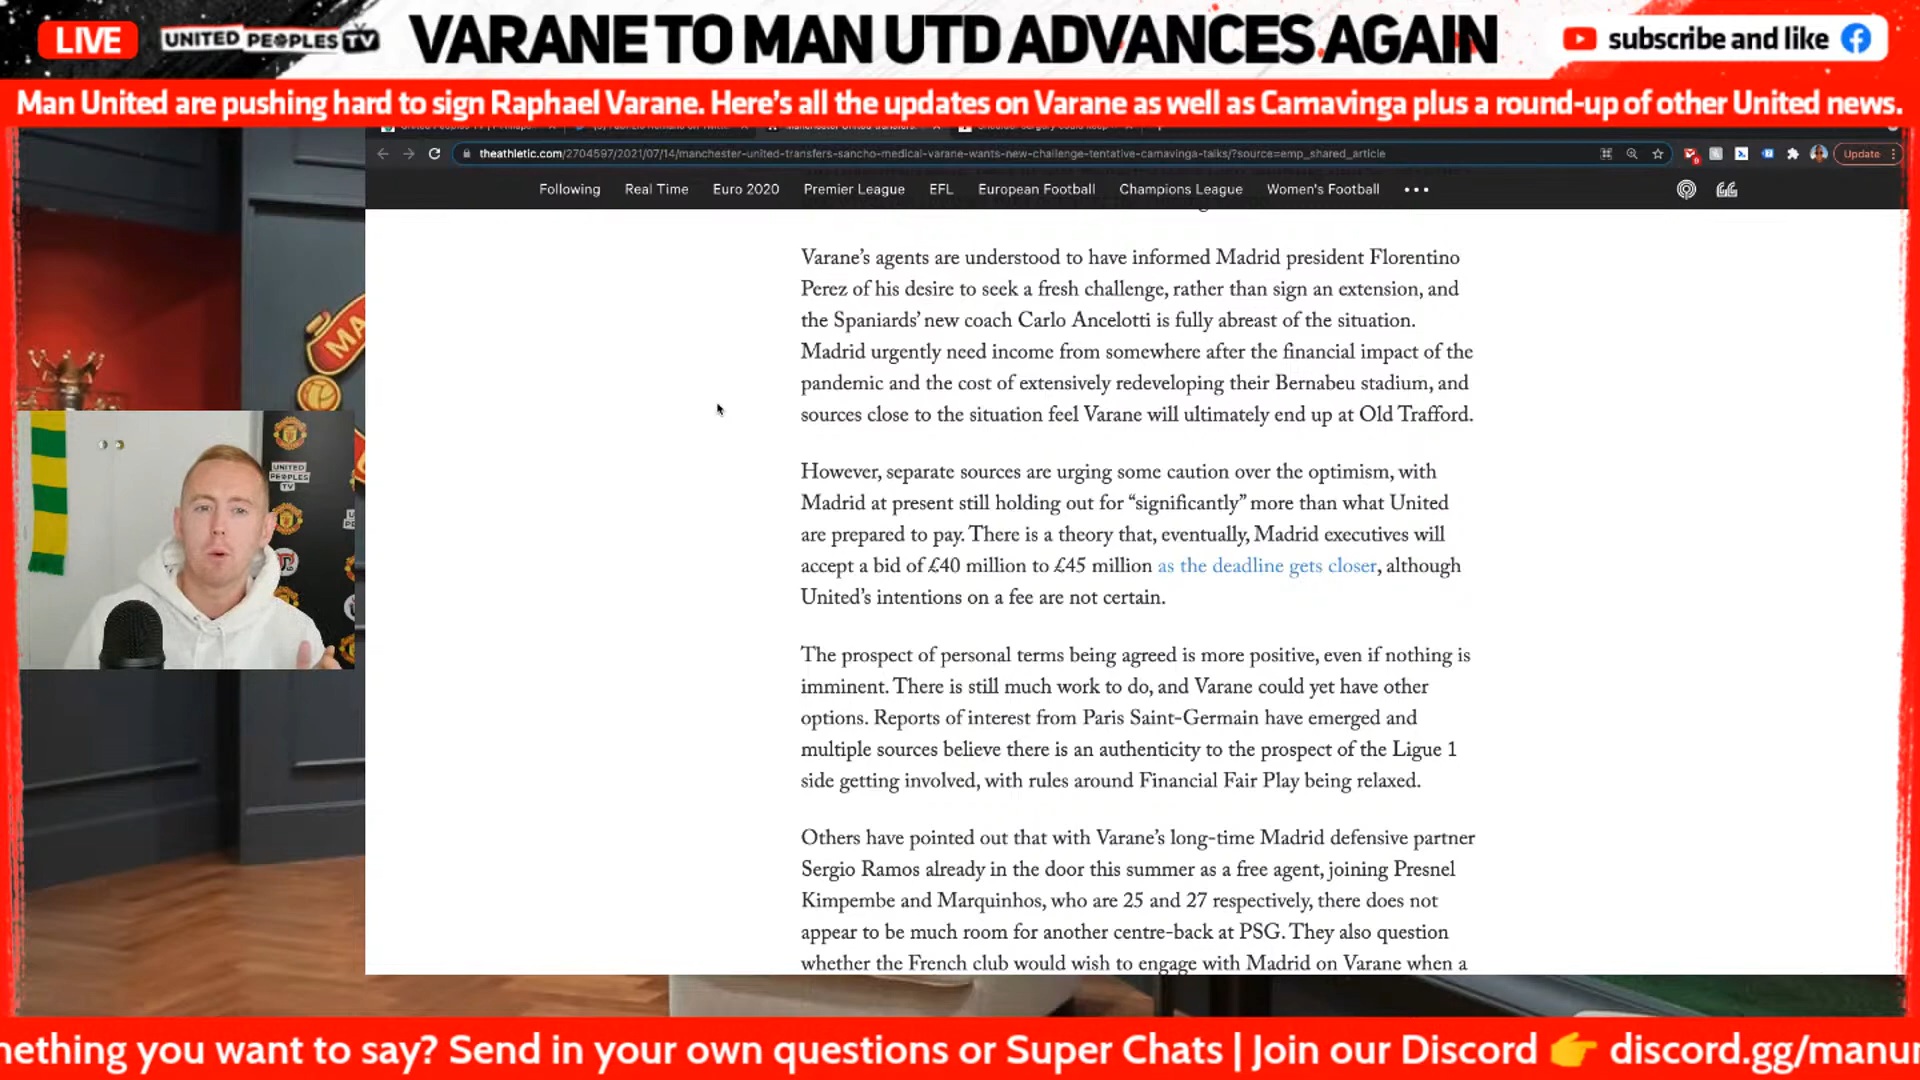 LIVE
UNITED PEOPLES TV
VARANE TO MAN UTD ADVANCES AGAIN
subscribe and like
Man United are pushing hard to sign Raphael Varane. Here's all the updates on Varane as well as Camavinga plus a round-up of other United news.
theathletic.com/2704597/2021/07/14/manchester-united-transfers-sancho-medical-varane-wants-new-challenge-tentative-camavinga-talks/?source=emp_shared_article
Update
Following Real Time Euro 2020 Premier League EFL European Football Champions League Women's Football
Varane's agents are understood to have informed Madrid president Florentino
Perez of his desire to seek a fresh challenge, rather than sign an extension, and
the Spaniards' new coach Carlo Ancelotti is fully abreast of the situation.
Madrid urgently need income from somewhere after the financial impact of the
pandemic and the cost of extensively redeveloping their Bernabeu stadium, and
sources close to the situation feel Varane will ultimately end up at Old Trafford.
However, separate sources are urging some caution over the optimism, with
Madrid at present still holding out for “significantly” more than what United
are prepared to pay. There is a theory that, eventually, Madrid executives will
accept a bid of £40 million to £45 million as the deadline gets closer, although
United's intentions on a fee are not certain.
The prospect of personal terms being agreed is more positive, even if nothing is
imminent. There is still much work to do, and Varane could yet have other
options. Reports of interest from Paris Saint-Germain have emerged and
multiple sources believe there is an authenticity to the prospect of the Ligue 1
side getting involved, with rules around Financial Fair Play being relaxed.
Others have pointed out that with Varane's long-time Madrid defensive partner
Sergio Ramos already in the door this summer as a free agent, joining Presnel
Kimpembe and Marquinhos, who are 25 and 27 respectively, there does not
appear to be much room for another centre-back at PSG. They also question
whether the French club would wish to engage with Madrid on Varane when a
MA
UNITED
PEOPLES
TV
nething you want to say? Send in your own questions or Super Chats | Join our Discord 👉 discord.gg/manu